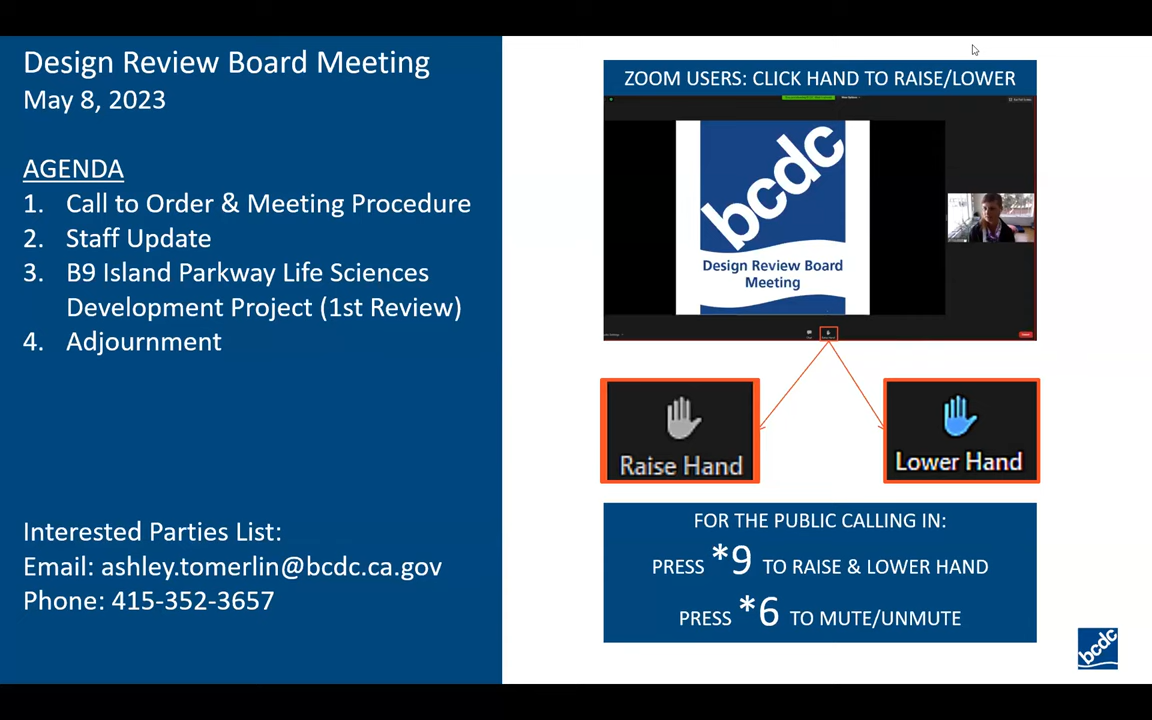 Design Review Board Meeting
May 8, 2023
AGENDA
1. Call to Order & Meeting Procedure
2. Staff Update
3. B9 Island Parkway Life Sciences
Development Project (1st Review)
4. Adjournment
Interested Parties List:
Email: ashley.tomerlin@bcdc.ca.gov
Phone: 415-352-3657
ZOOM USERS: CLICK HAND TO RAISE/LOWER
bcdc
Design Review Board
Meeting
Raise Hand
Lower Hand
FOR THE PUBLIC CALLING IN:
PRESS *9 TO RAISE & LOWER HAND
PRESS *6 TO MUTE/UNMUTE
bcdc